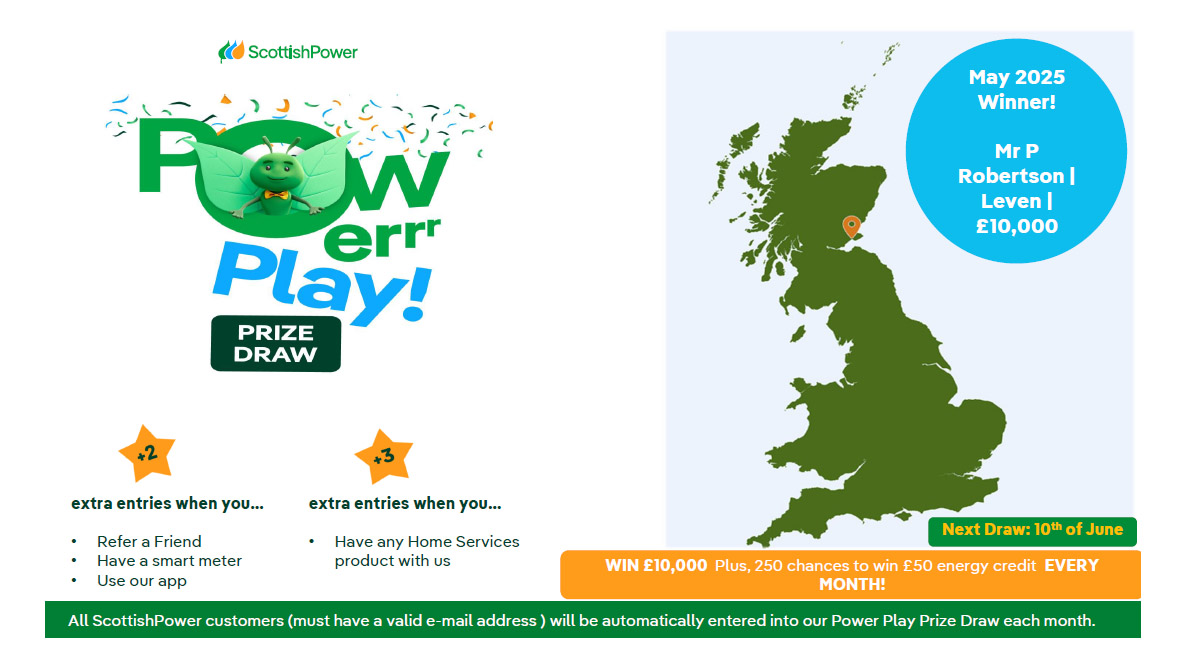 ScottishPower
POW
errr
Play!
PRIZE
DRAW
+2
extra entries when you...
• Refer a Friend
• Have a smart meter
• Use our app
+3
extra entries when you...
• Have any Home Services
product with us
May 2025
Winner!
Mr P
Robertson |
Leven |
£10,000
Next Draw: 10th of June
WIN £10,000 Plus, 250 chances to win £50 energy credit EVERY
MONTH!
All ScottishPower customers (must have a valid e-mail address ) will be automatically entered into our Power Play Prize Draw each month.